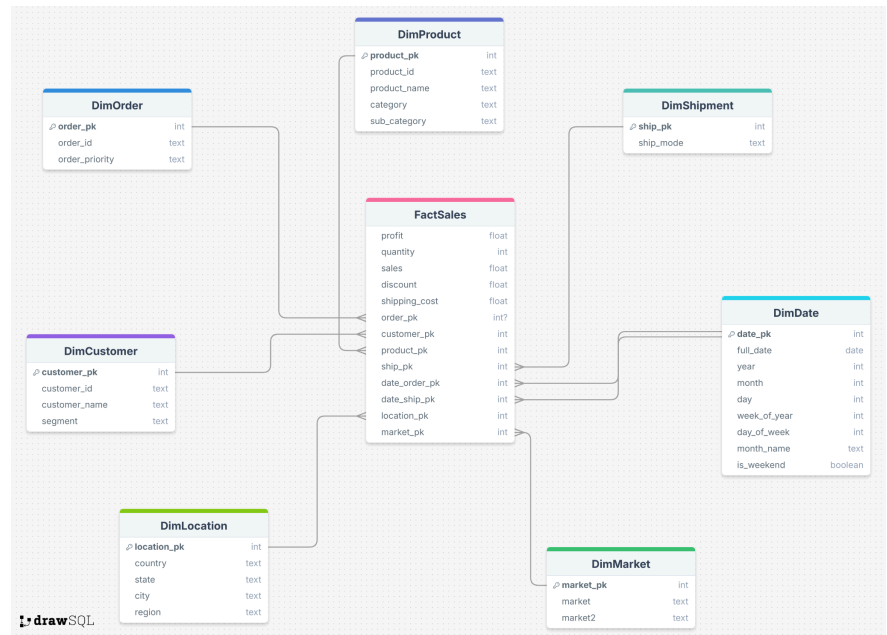 DimProduct
product_pk int
product_id text
product_name text
category text
sub_category text
DimOrder
order_pk int
order_id text
order_priority text
DimShipment
ship_pk int
ship_mode text
FactSales
profit float
quantity int
sales float
discount float
shipping_cost float
order_pk int?
customer_pk int
product_pk int
ship_pk int
date_order_pk int
date_ship_pk int
location_pk int
market_pk int
DimDate
date_pk int
full_date date
year int
month int
day int
week_of_year int
day_of_week int
month_name text
is_weekend boolean
DimCustomer
customer_pk int
customer_id text
customer_name text
segment text
DimLocation
location_pk int
country text
state text
city text
region text
DimMarket
market_pk int
market text
market2 text
drawSQL